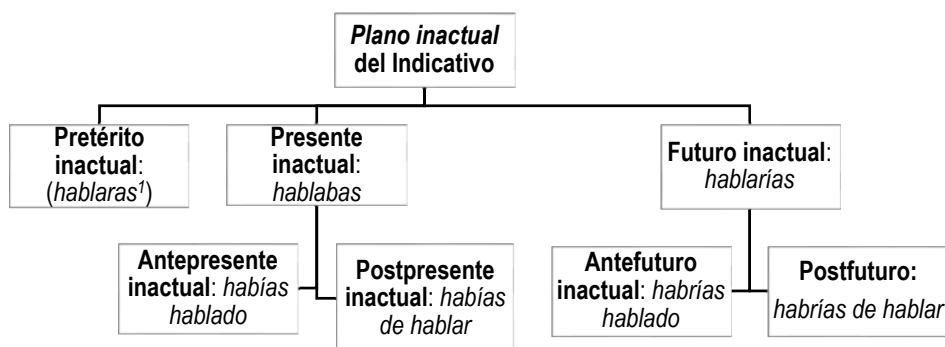 Plano inactual
del Indicativo
Pretérito
inactual:
(hablaras1)
Presente
inactual:
hablabas
Futuro inactual:
hablarías
Antepresente
inactual: habías
hablado
Postpresente
inactual: habías
de hablar
Antefuturo
inactual: habrías
hablado
Postfuturo:
habrías de hablar